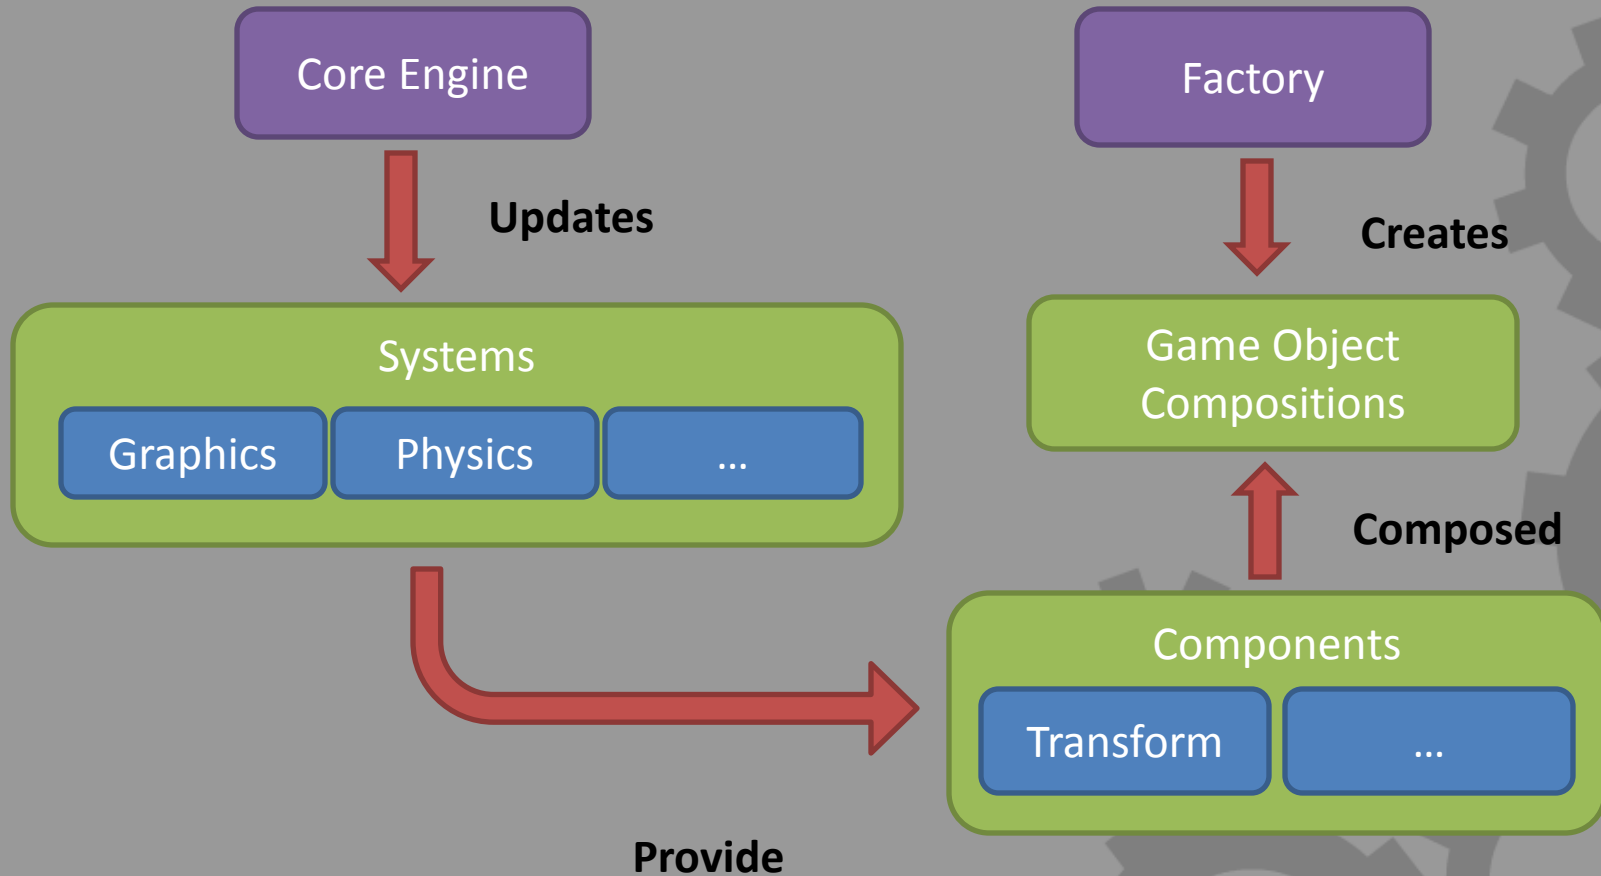 Core Engine
Factory
Updates
Creates
Systems
Graphics
Physics
...
Game Object
Compositions
Composed
Components
Transform
...
Provide